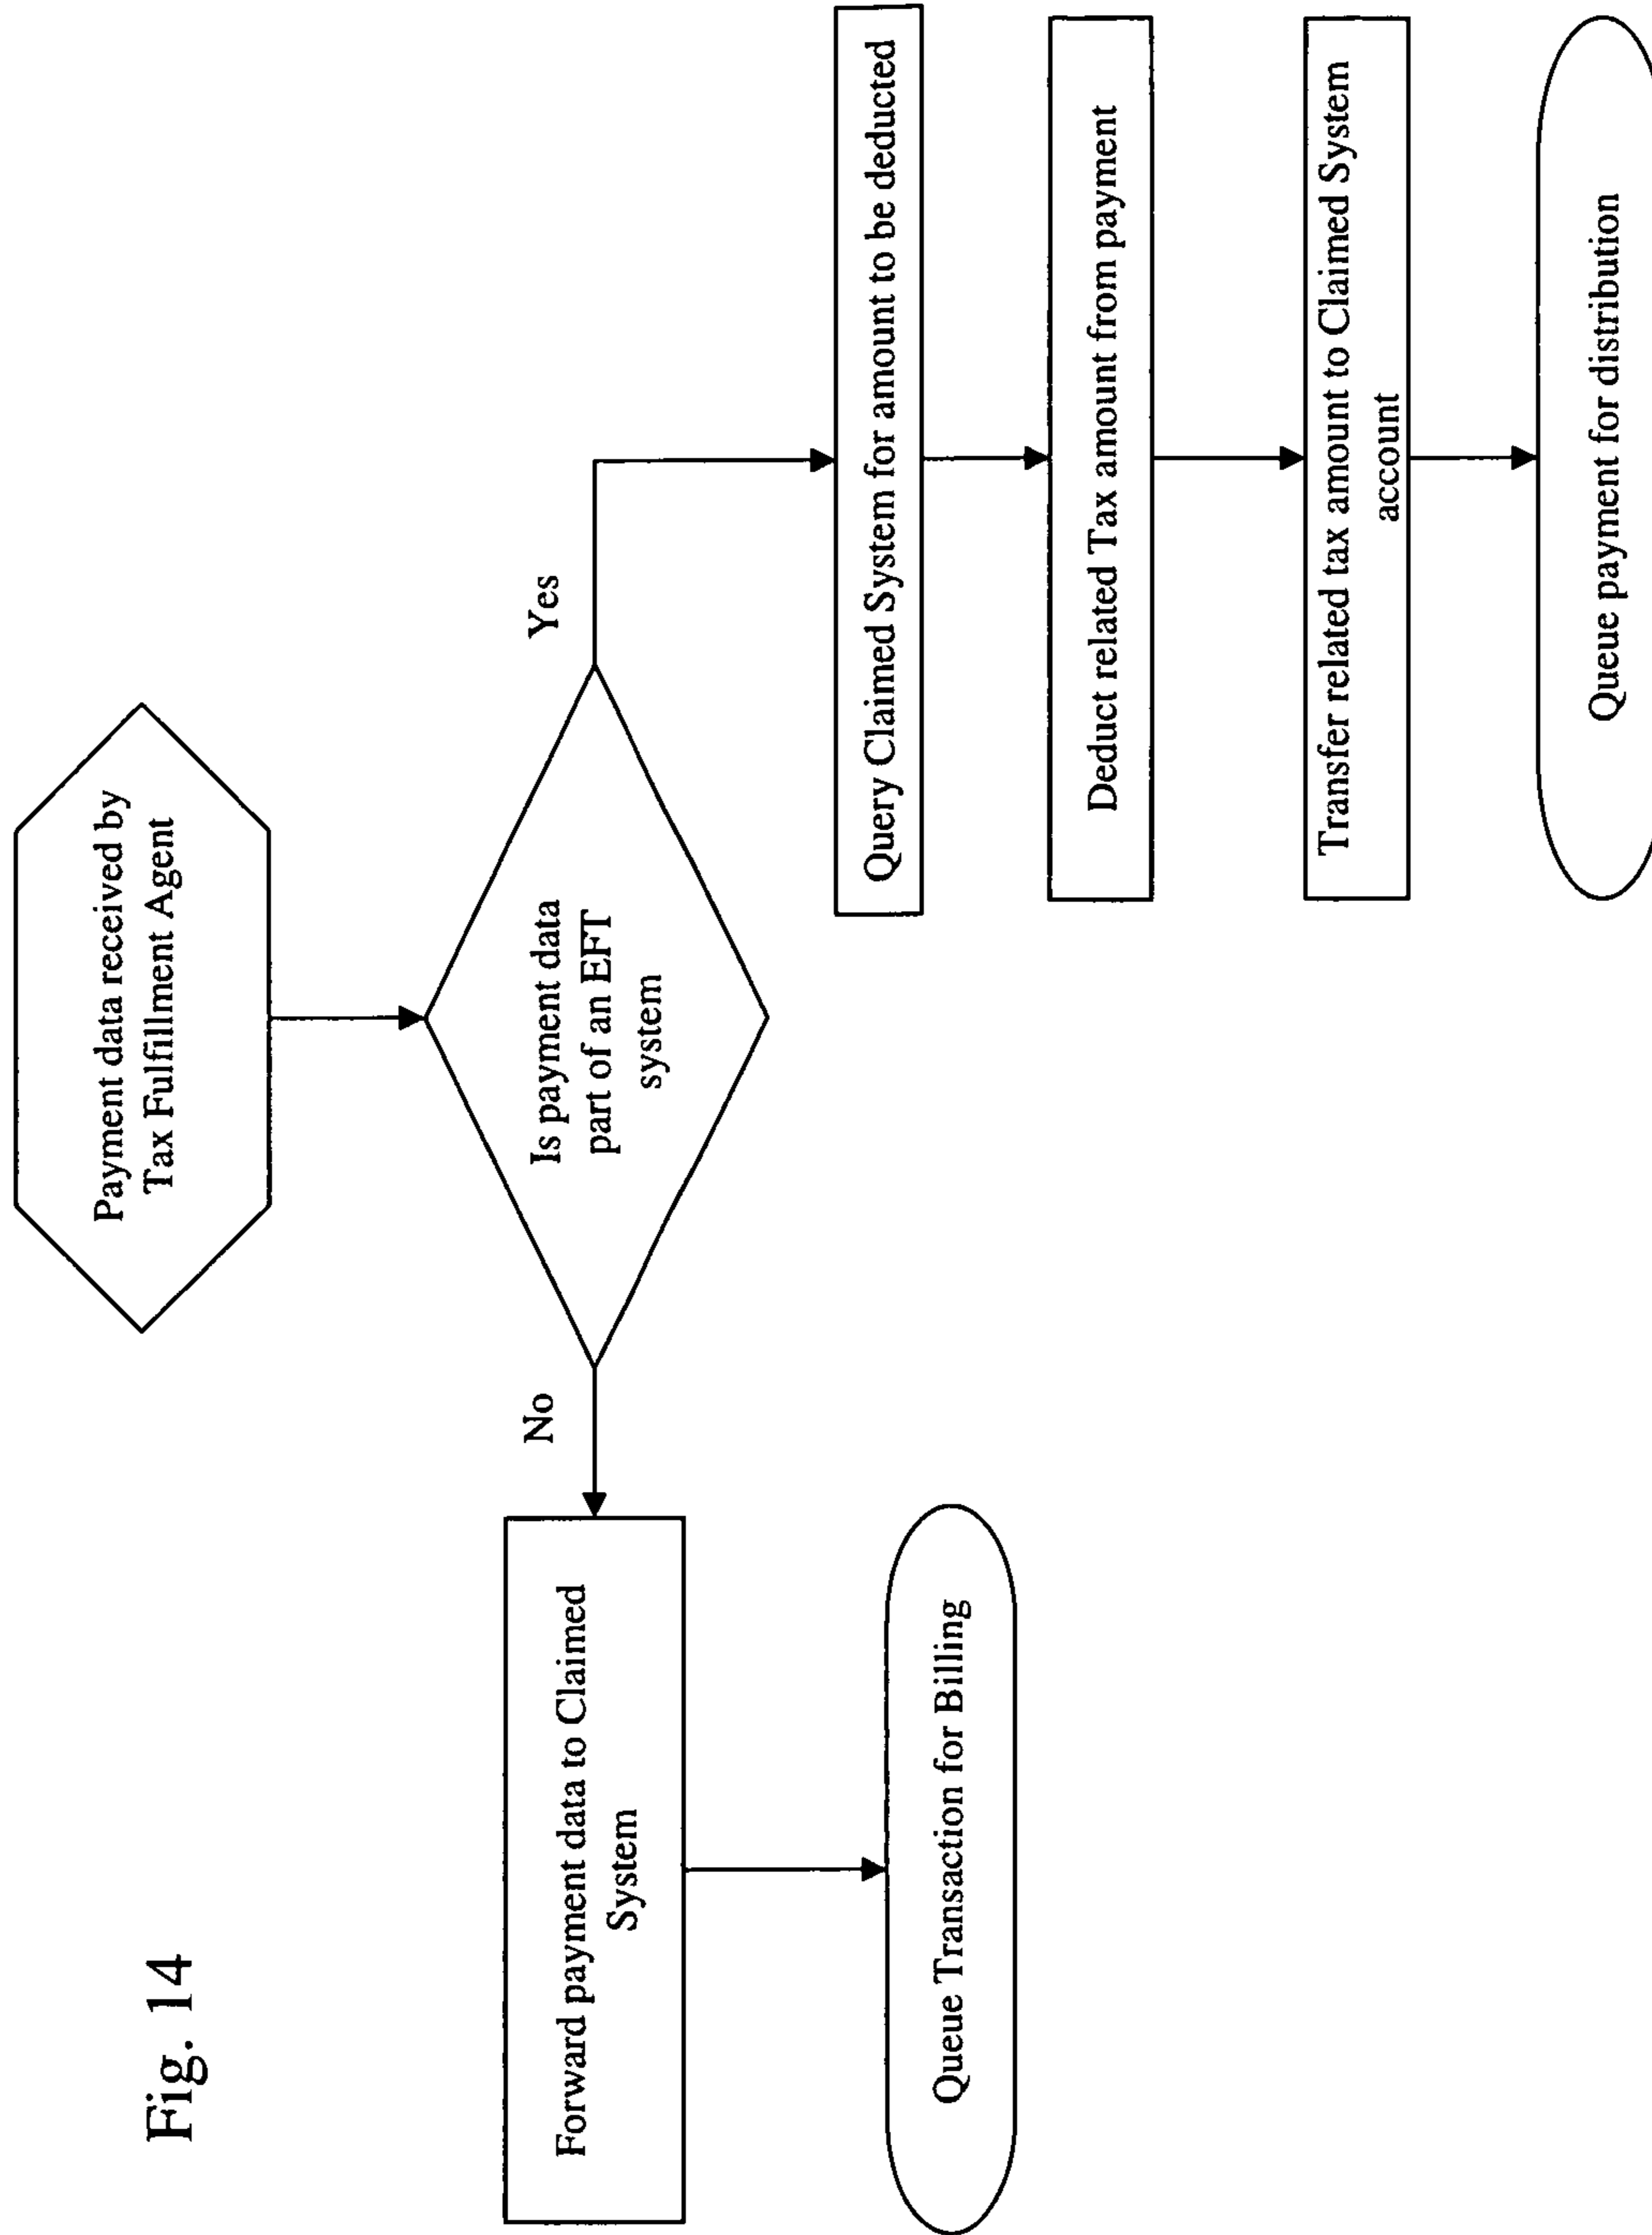 Fig. 14
Payment data received by
Tax Fulfillment Agent
Is payment data
part of an EFT
system
No
Yes
Forward payment data to Claimed
System
Queue Transaction for Billing
Query Claimed System for amount to be deducted
Deduct related Tax amount from payment
Transfer related tax amount to Claimed System
account
Queue payment for distribution